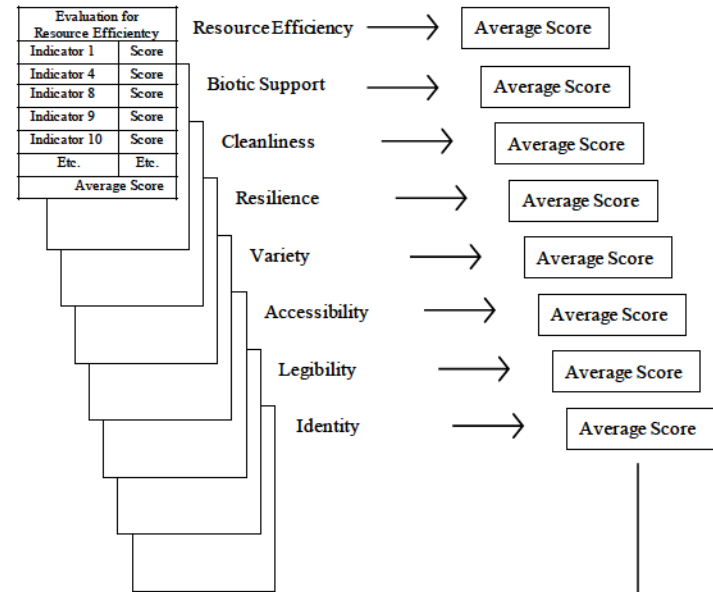 Evaluation for
Resource Efficientcy
Indicator 1 Score
Indicator 4 Score
Indicator 8 Score
Indicator 9 Score
Indicator 10 Score
Etc. Etc.
Average Score
Resource Efficiency Average Score
Biotic Support Average Score
Cleanliness Average Score
Resilience Average Score
Variety Average Score
Accessibility Average Score
Legibility Average Score
Identity Average Score